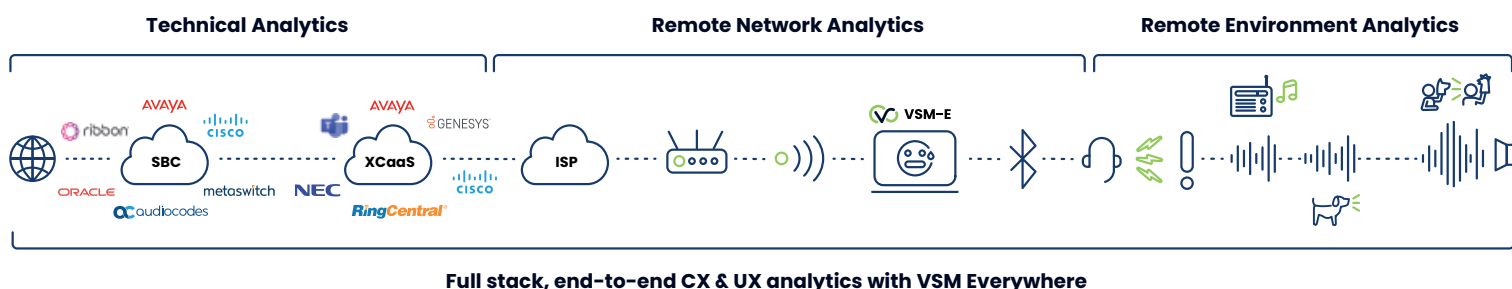 Technical Analytics
Remote Network Analytics
Remote Environment Analytics
ribbon
AVAYA
CISCO
SBC
ORACLE
audiocodes
metaswitch
AVAYA
GENESYS
XCaaS
NEC
CISCO
RingCentral®
ISP
VSM-E
Full stack, end-to-end CX & UX analytics with VSM Everywhere